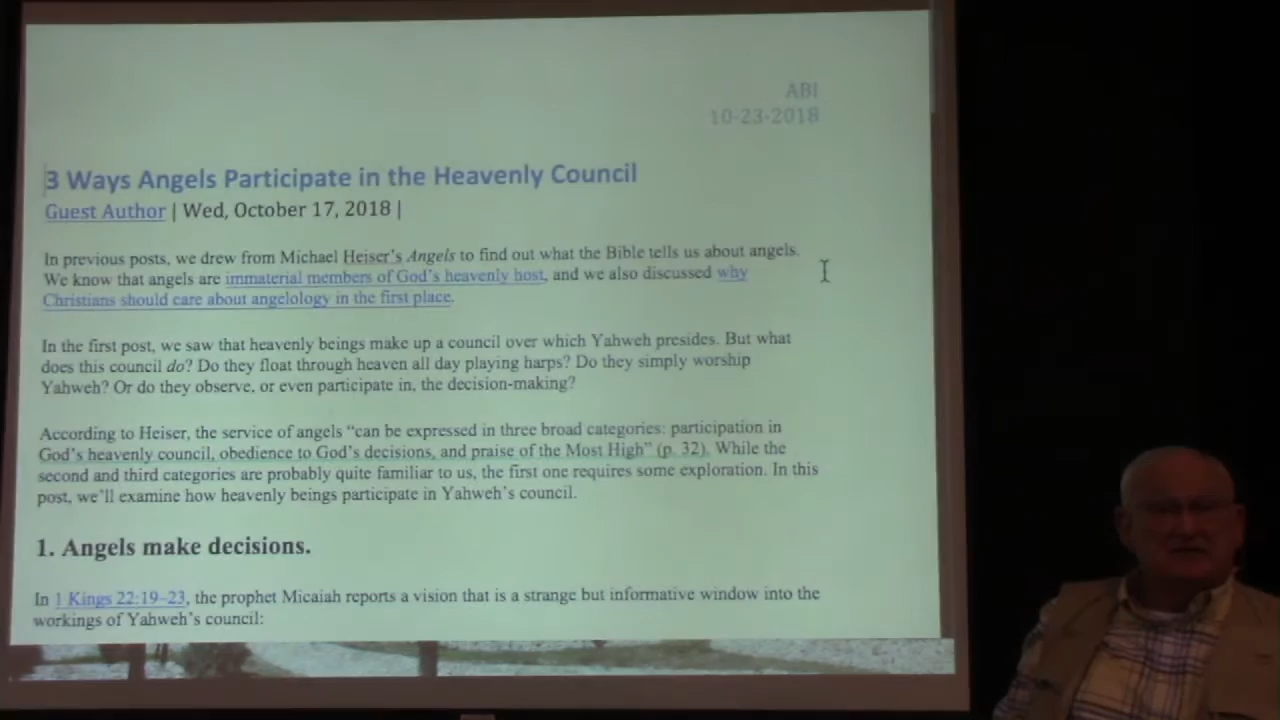 ABI
10-23-2018
3 Ways Angels Participate in the Heavenly Council
Guest Author | Wed, October 17, 2018 |
In previous posts, we drew from Michael Heiser's Angels to find out what the Bible tells us about angels.
We know that angels are immaterial members of God's heavenly host, and we also discussed why
Christians should care about angelology in the first place.
In the first post, we saw that heavenly beings make up a council over which Yahweh presides. But what
does this council do? Do they float through heaven all day playing harps? Do they simply worship
Yahweh? Or do they observe, or even participate in, the decision-making?
According to Heiser, the service of angels “can be expressed in three broad categories: participation in
God's heavenly council, obedience to God's decisions, and praise of the Most High” (p. 32). While the
second and third categories are probably quite familiar to us, the first one requires some exploration. In this
post, we'll examine how heavenly beings participate in Yahweh's council.
1. Angels make decisions.
In 1 Kings 22:19–23, the prophet Micaiah reports a vision that is a strange but informative window into the
workings of Yahweh's council: